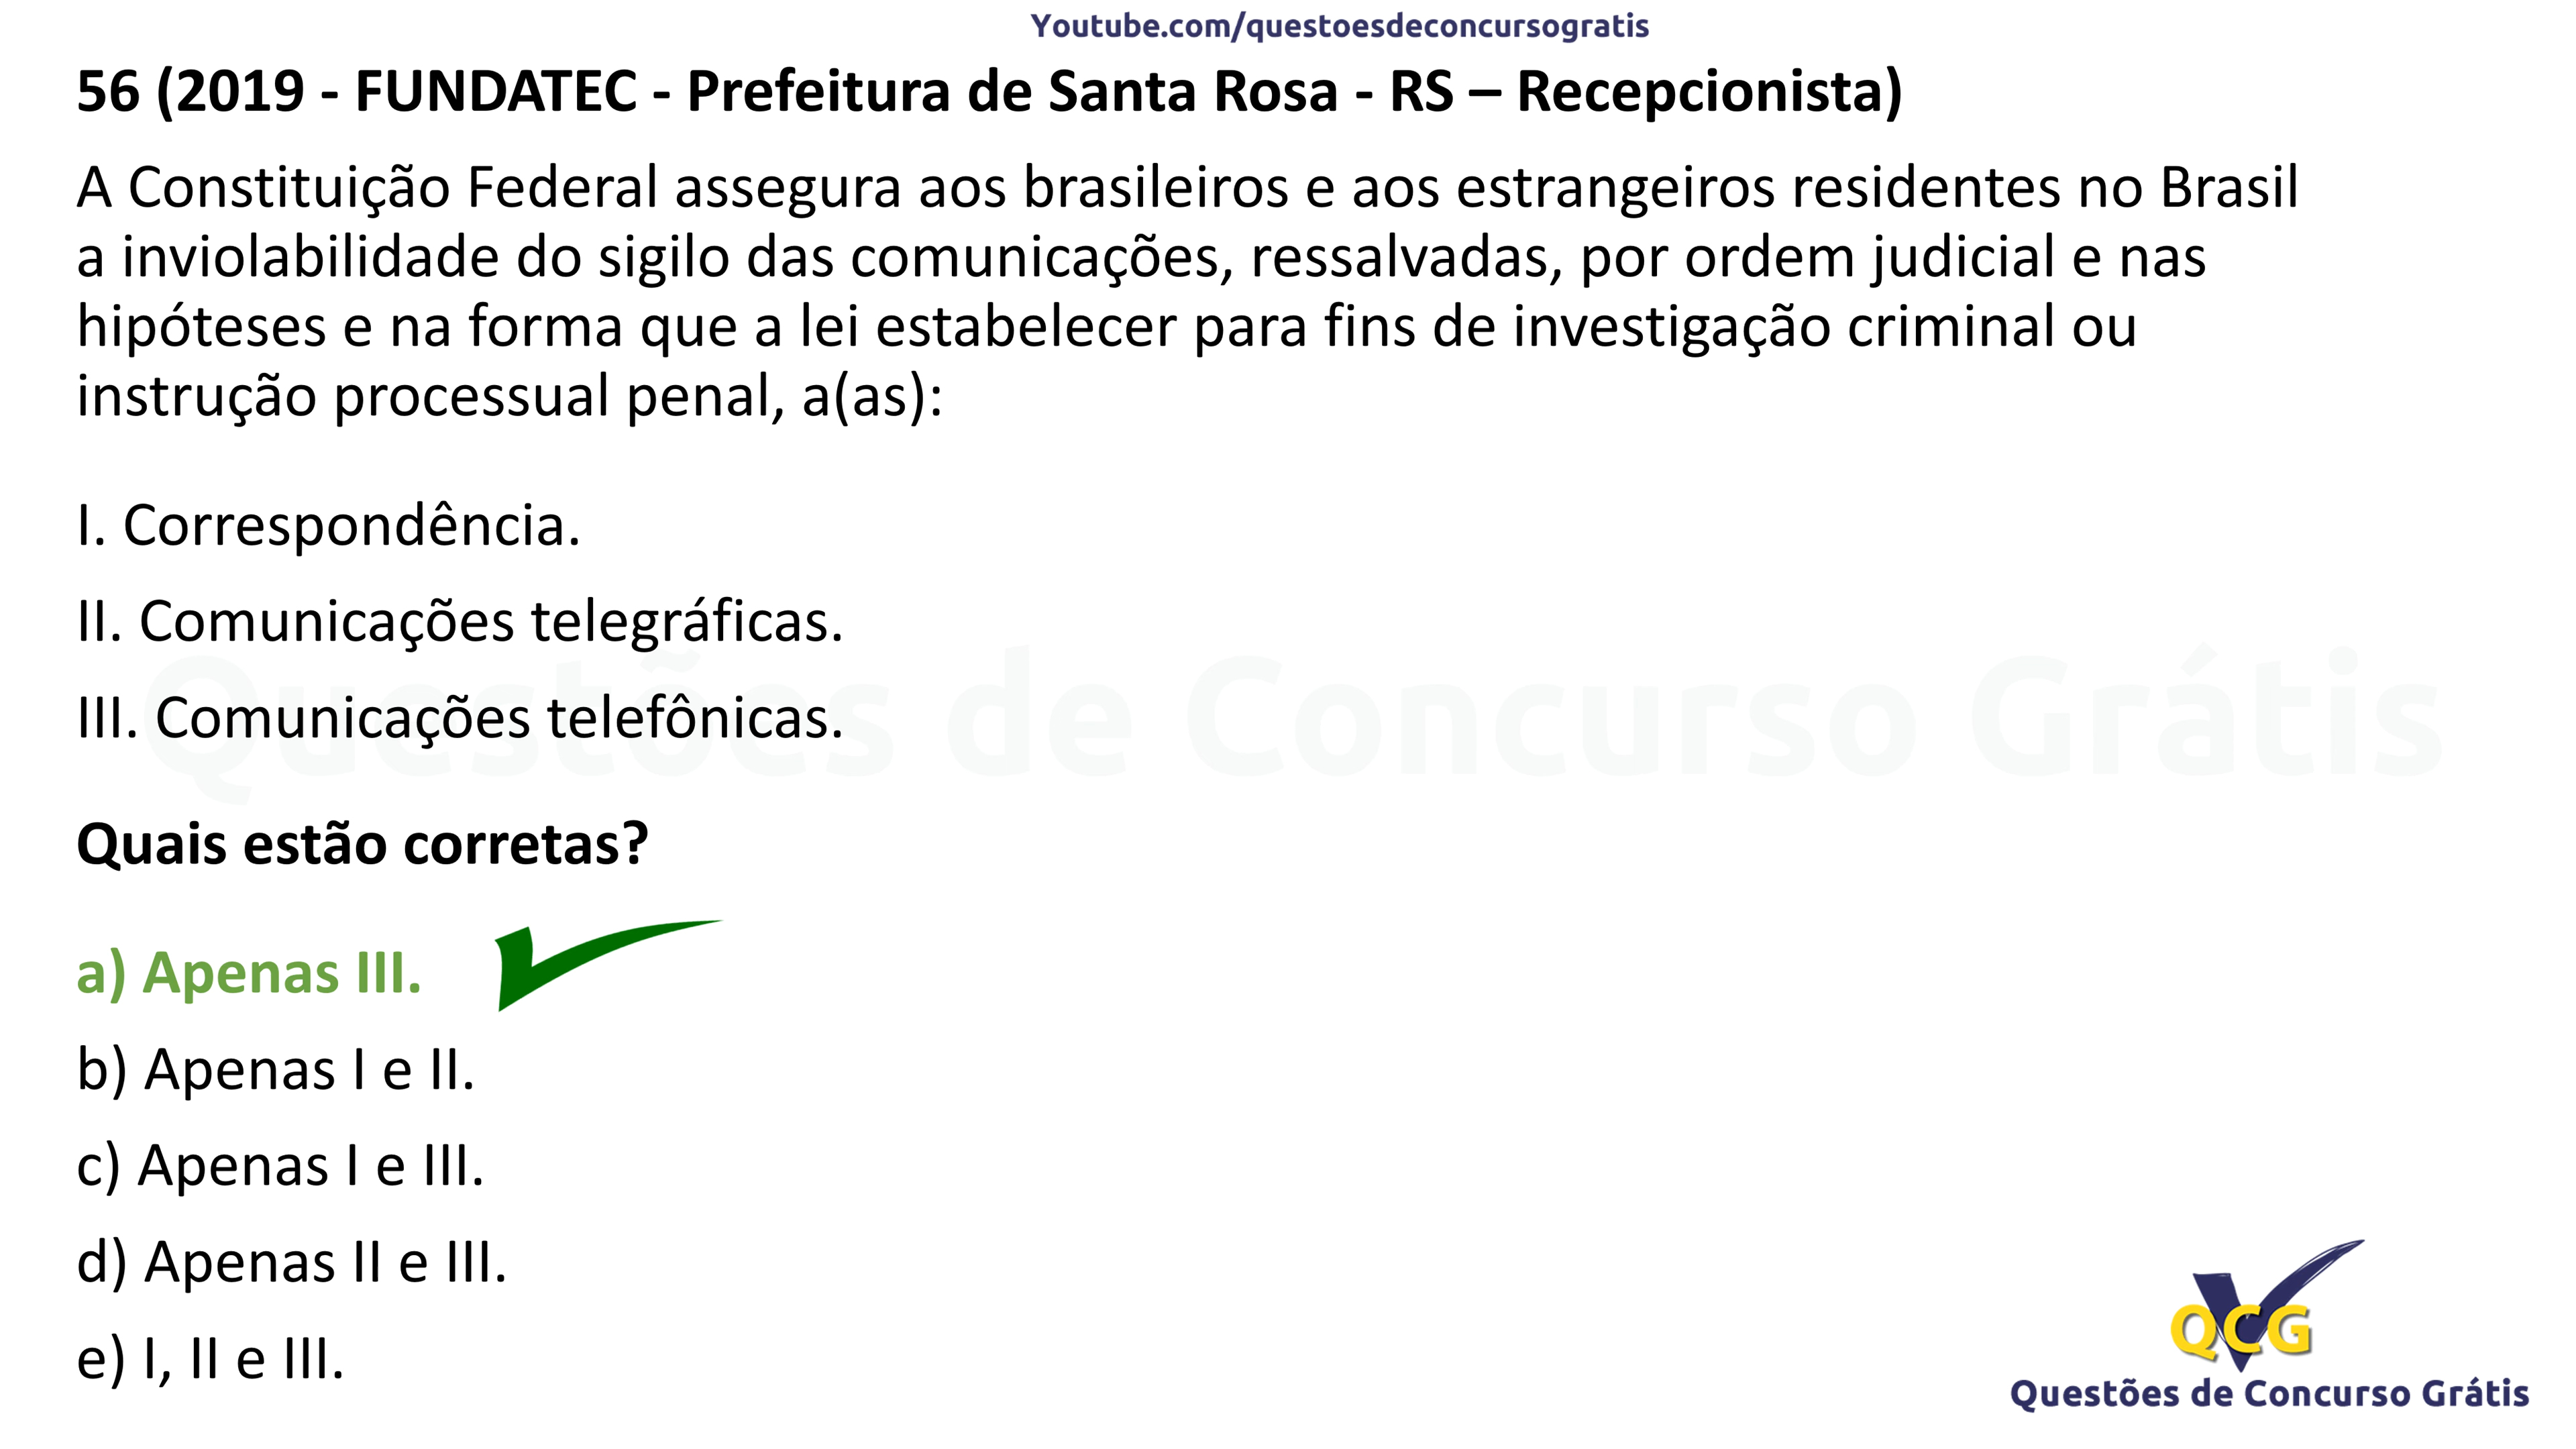 Youtube.com/questoesdeconcursogratis
56 (2019 - FUNDATEC - Prefeitura de Santa Rosa - RS – Recepcionista)
A Constituição Federal assegura aos brasileiros e aos estrangeiros residentes no Brasil
a inviolabilidade do sigilo das comunicações, ressalvadas, por ordem judicial e nas
hipóteses e na forma que a lei estabelecer para fins de investigação criminal ou
instrução processual penal, a(as):
I. Correspondência.
II. Comunicações telegráficas.
III. Comunicações telefônicas.
Questões de Concurso Grátis
Quais estão corretas?
a) Apenas III.
b) Apenas I e II.
c) Apenas I e III.
d) Apenas II e III.
e) I, II e III.
QCG
Questões de Concurso Grátis